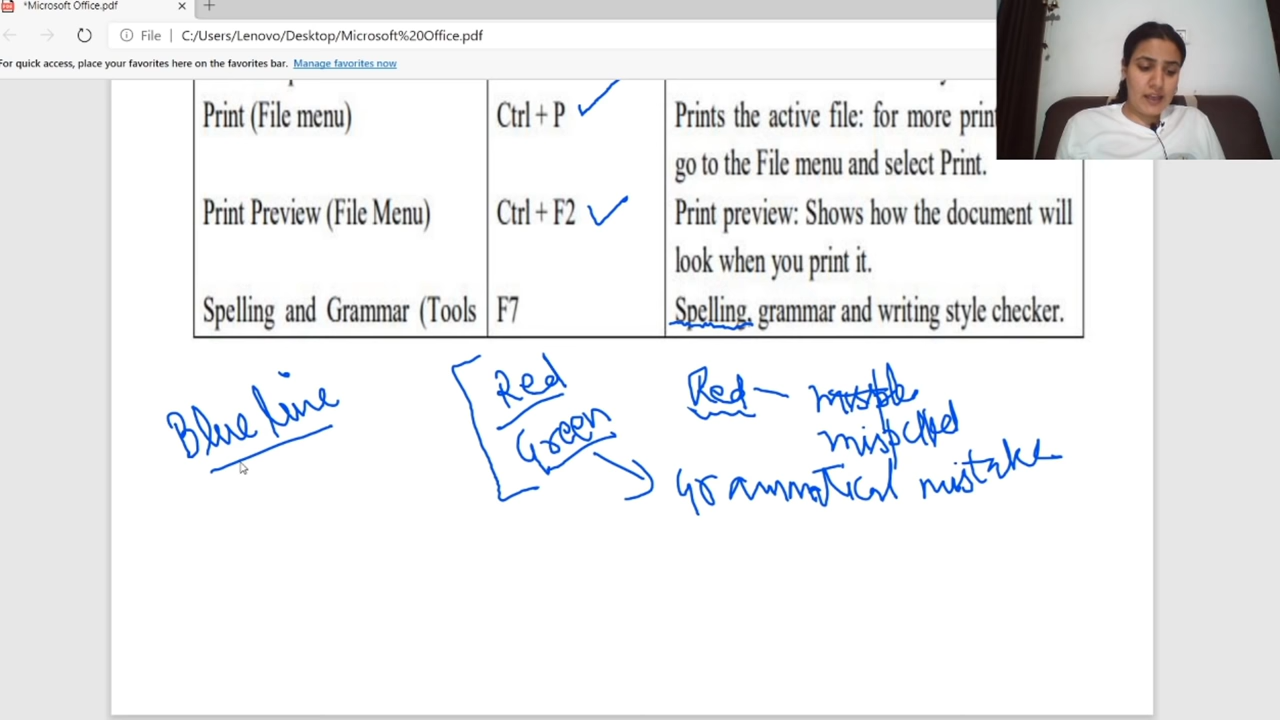 *Microsoft Office.pdf
File | C:/Users/Lenovo/Desktop/Microsoft%20Office.pdf
For quick access, place your favorites here on the favorites bar. Manage favorites now
Print (File menu) Ctrl + P Prints the active file: for more prin
go to the File menu and select Print.
Print Preview (File Menu) Ctrl + F2 Print preview: Shows how the document will
look when you print it.
Spelling and Grammar (Tools F7 Spelling, grammar and writing style checker.
Blue line
Red
Green
Red —
Grammatical mistake